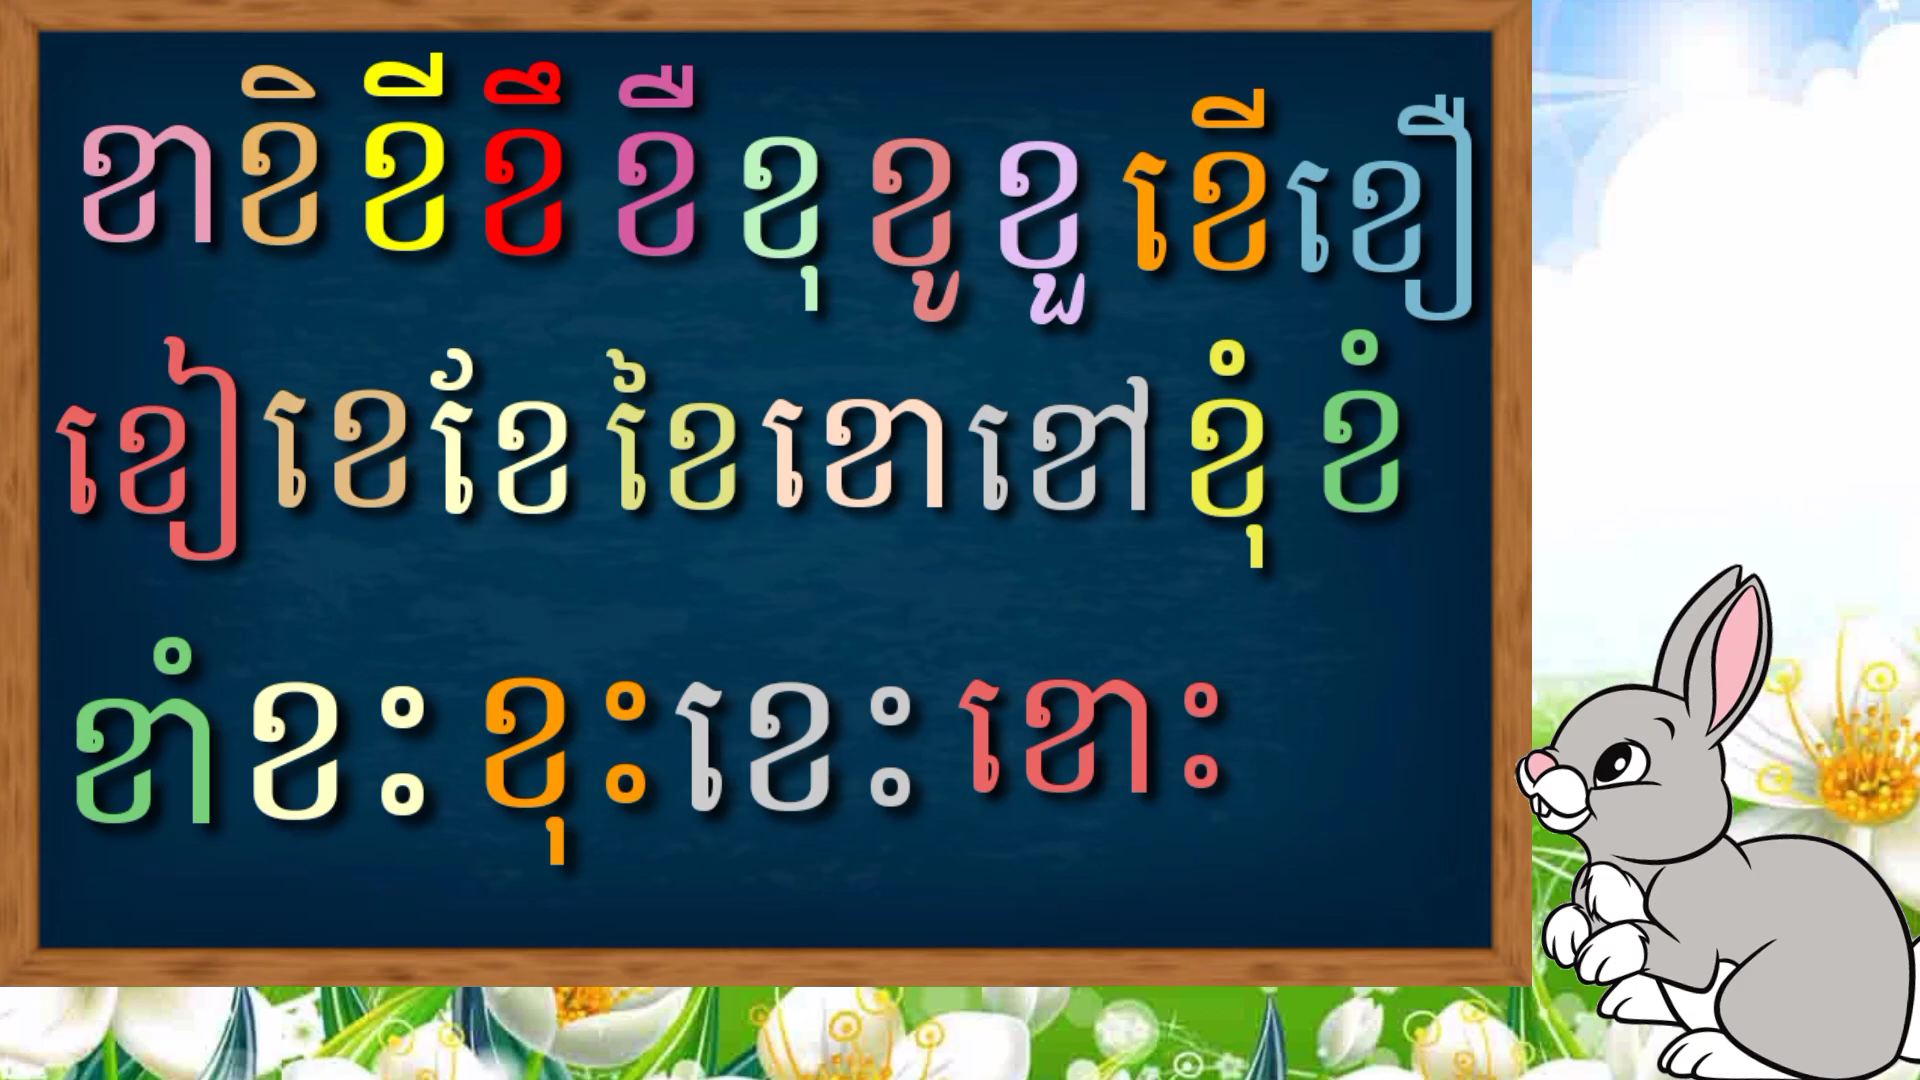 ខា ខិ ខី ខឹ ខឺ ខុ ខូ ខួ ខើ ខឿ
ខៀ ខេ ខែ ខៃ ខោ ខៅ ខុំ ខំ
ខាំ ខះ ខុះ ខេះ ខោះ